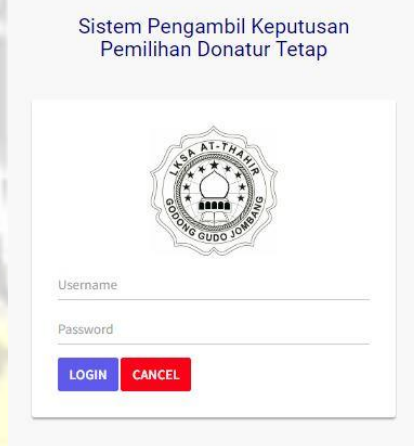 Sistem Pengambil Keputusan
Pemilihan Donatur Tetap
LKSA AT-THAHIR
GODONG GUDO JOMBANG
Username
Password
LOGIN CANCEL